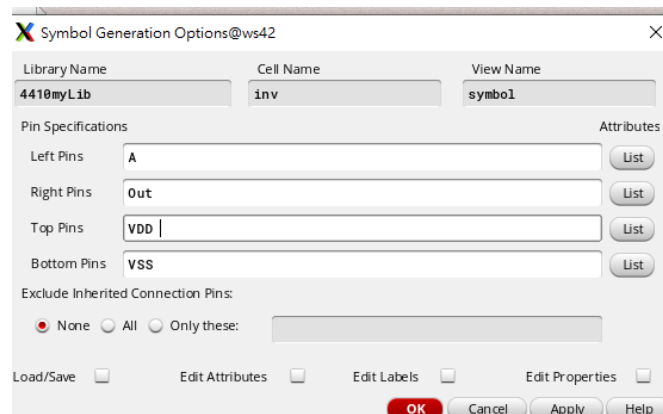 Symbol Generation Options@ws42
Library Name Cell Name View Name
4410myLib inv symbol
Pin Specifications Attributes
Left Pins A List
Right Pins Out List
Top Pins VDD List
Bottom Pins VSS List
Exclude Inherited Connection Pins:
None All Only these:
Load/Save Edit Attributes Edit Labels Edit Properties
OK Cancel Apply Help